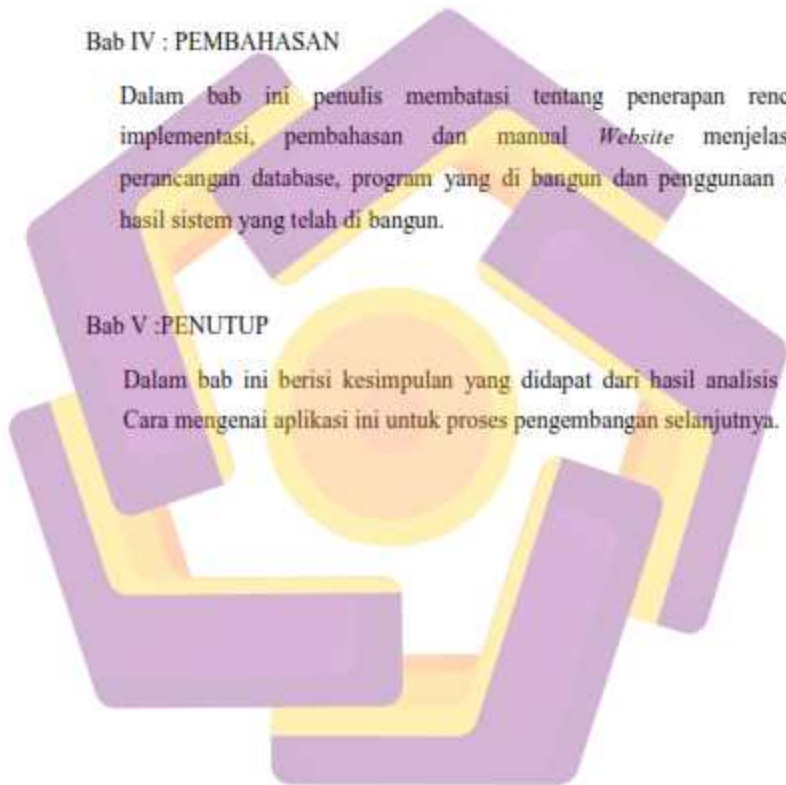 Bab IV : PEMBAHASAN
Dalam bab ini penulis membatasi tentang penerapan
implementasi, pembahasan dan manual Website
perancangan database, program yang di bangun dan penggunaan
hasil sistem yang telah di bangun.
Bab V :PENUTUP
Dalam bab ini berisi kesimpulan yang didapat dari hasil analisis
Cara mengenai aplikasi ini untuk proses pengembangan selanjutnya.